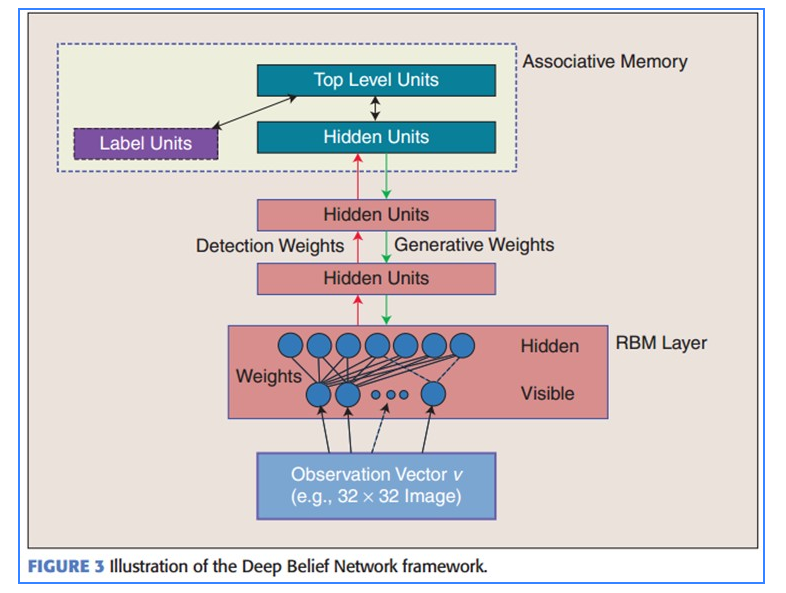 Associative Memory
Top Level Units
Label Units
Hidden Units
Hidden Units
Detection Weights
Generative Weights
Hidden Units
Hidden
RBM Layer
Weights
Visible
Observation Vector v
(e.g., 32 × 32 Image)
FIGURE 3 Illustration of the Deep Belief Network framework.